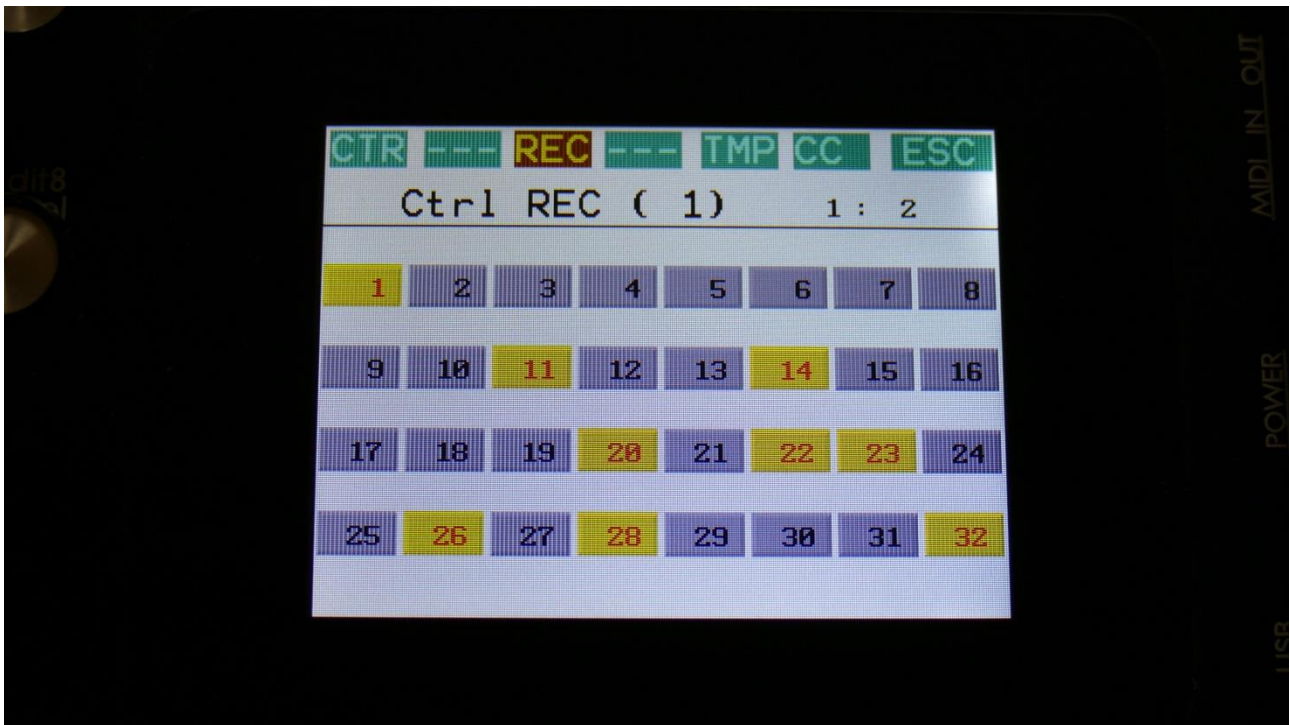 CTR --- REC --- TMP CC ESC
Ctrl REC ( 1) 1: 2
1 2 3 4 5 6 7 8
9 10 11 12 13 14 15 16
17 18 19 20 21 22 23 24
25 26 27 28 29 30 31 32
MIDI IN OUT
POWER
USB